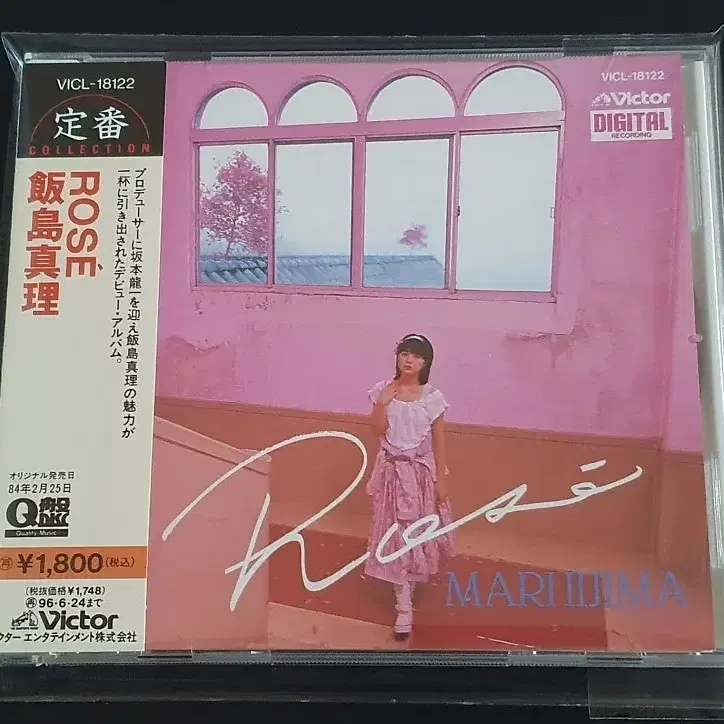 VICL-18122
定番
COLLECTION
ROSÉ
飯島真理
プロデューサーに坂本龍一を迎え飯島真理の魅力が
一杯に引き出されたデビュー・アルバム。
オリジナル発売日
84年2月25日
Quality Music
再 ¥1,800(税込)
(税抜価格¥1,748)
再96・6・24まで
Victor
クター エンタテインメント株式会社
VICL-18122
Victor
DIGITAL
RECORDING
Rosé
MARI IIJIMA